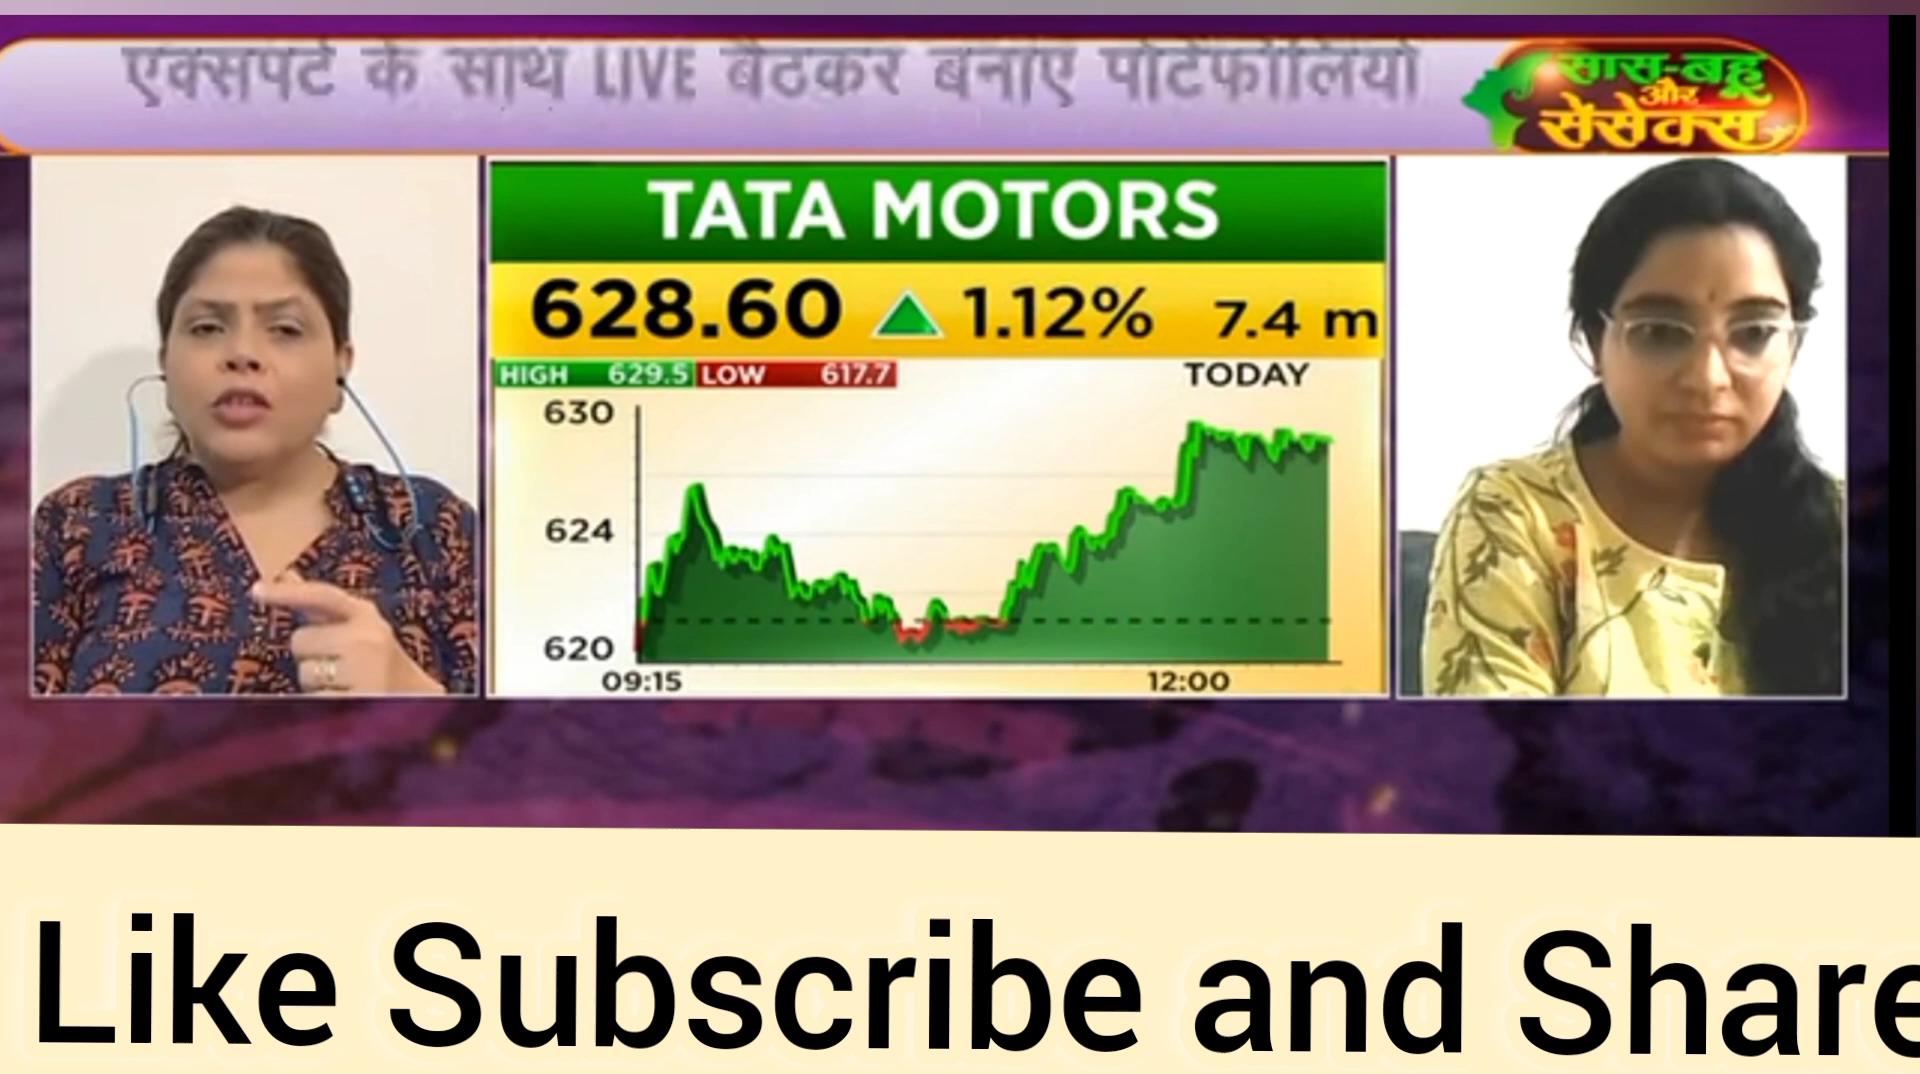 एक्सपर्ट के साथ LIVE बैठकर बनाएं पोर्टफोलियो
सास-बहू
और
सेंसेक्स
TATA MOTORS
628.60 1.12% 7.4 m
HIGH 629.5 LOW 617.7 TODAY
630
624
620
09:15 12:00
Like Subscribe and Share